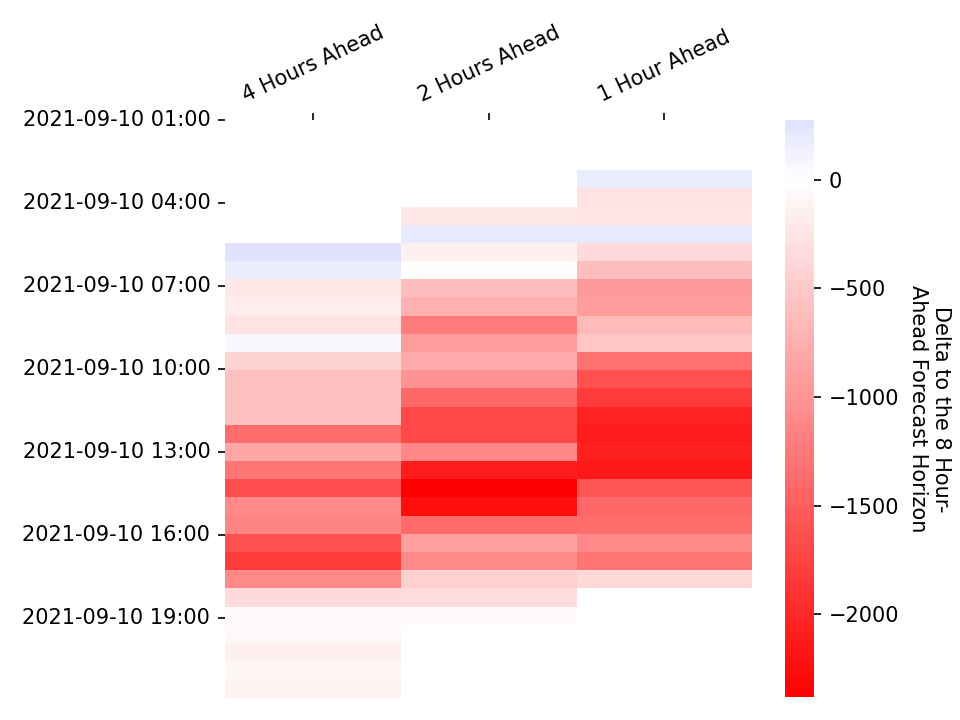 4 Hours Ahead
2 Hours Ahead
1 Hour Ahead
2021-09-10 01:00
2021-09-10 04:00
2021-09-10 07:00
2021-09-10 10:00
2021-09-10 13:00
2021-09-10 16:00
2021-09-10 19:00
0
−500
−1000
−1500
−2000
Delta to the 8 Hour-
Ahead Forecast Horizon